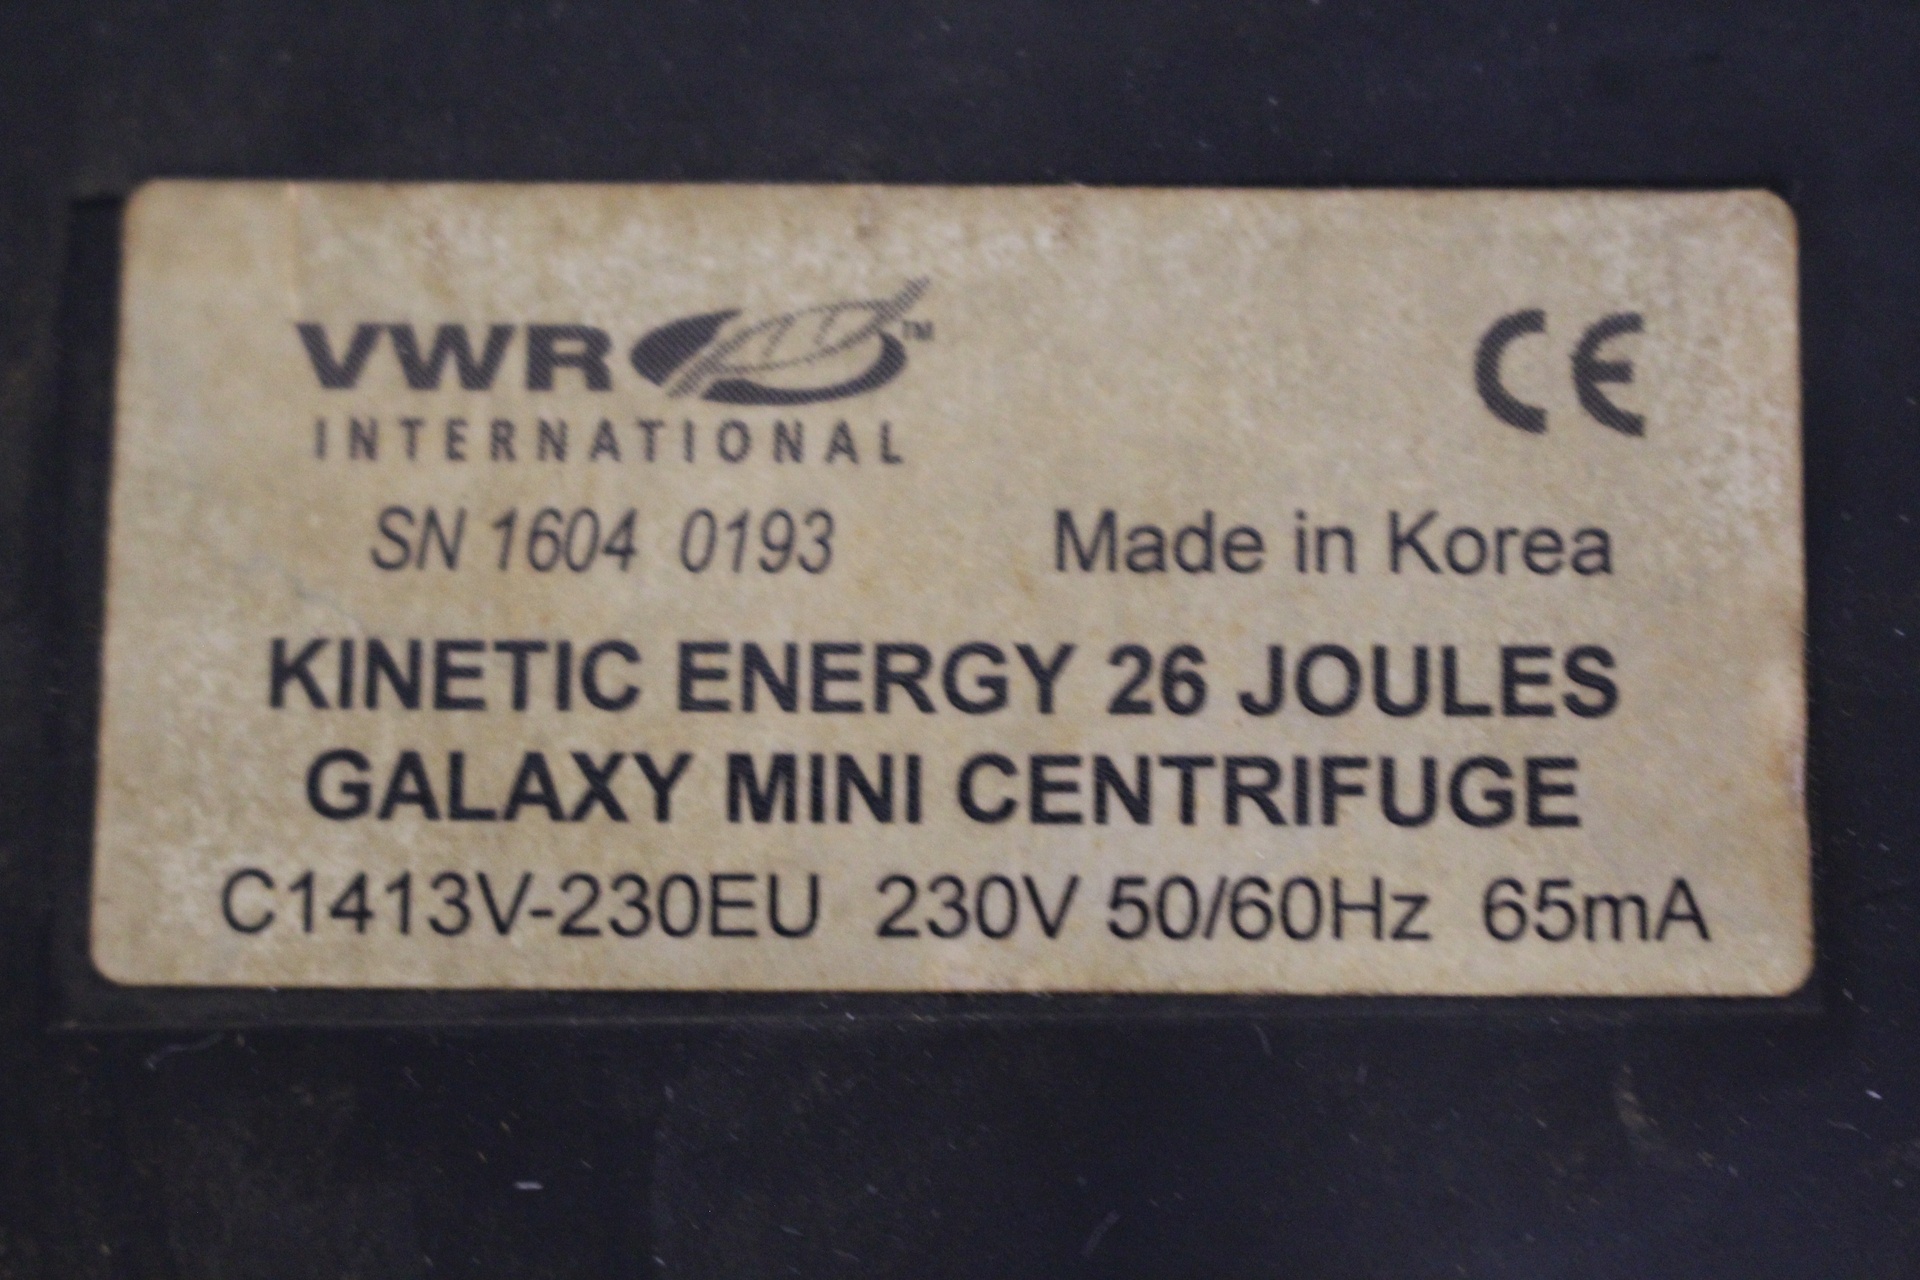 VWR™ CE
INTERNATIONAL
SN 1604 0193 Made in Korea
KINETIC ENERGY 26 JOULES
GALAXY MINI CENTRIFUGE
C1413V-230EU 230V 50/60Hz 65mA